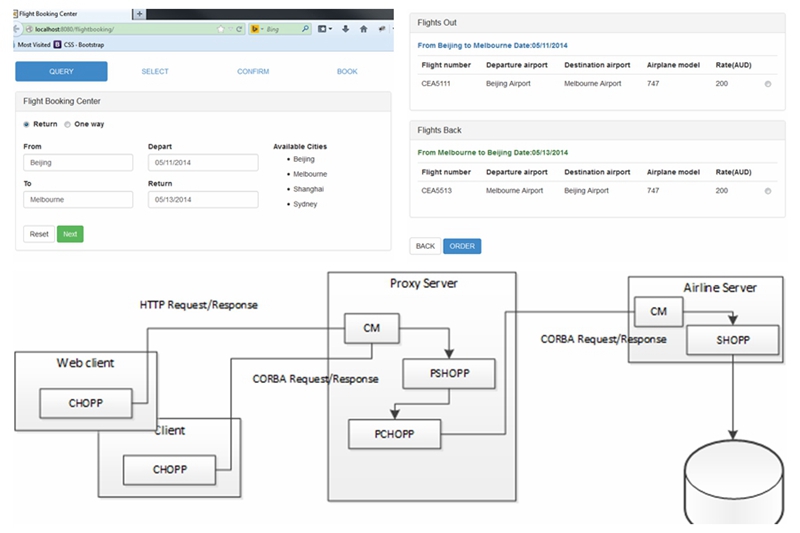 Flight Booking Center
localhost:8080/flightbooking/
Bing
Most Visited CSS · Bootstrap
QUERY SELECT CONFIRM BOOK
Flight Booking Center
Return One way
From Depart Available Cities
Beijing 05/11/2014 Beijing
Melbourne
To Return Shanghai
Melbourne 05/13/2014 Sydney
Reset Next
Flights Out
From Beijing to Melbourne Date:05/11/2014
Flight number Departure airport Destination airport Airplane model Rate(AUD)
CEA5111 Beijing Airport Melbourne Airport 747 200
Flights Back
From Melbourne to Beijing Date:05/13/2014
Flight number Departure airport Destination airport Airplane model Rate(AUD)
CEA5513 Melbourne Airport Beijing Airport 747 200
BACK ORDER
Proxy Server
Airline Server
HTTP Request/Response
CM
CM
CORBA Request/Response
SHOPP
Web client
CORBA Request/Response
PSHOPP
CHOPP
Client
PCHOPP
CHOPP